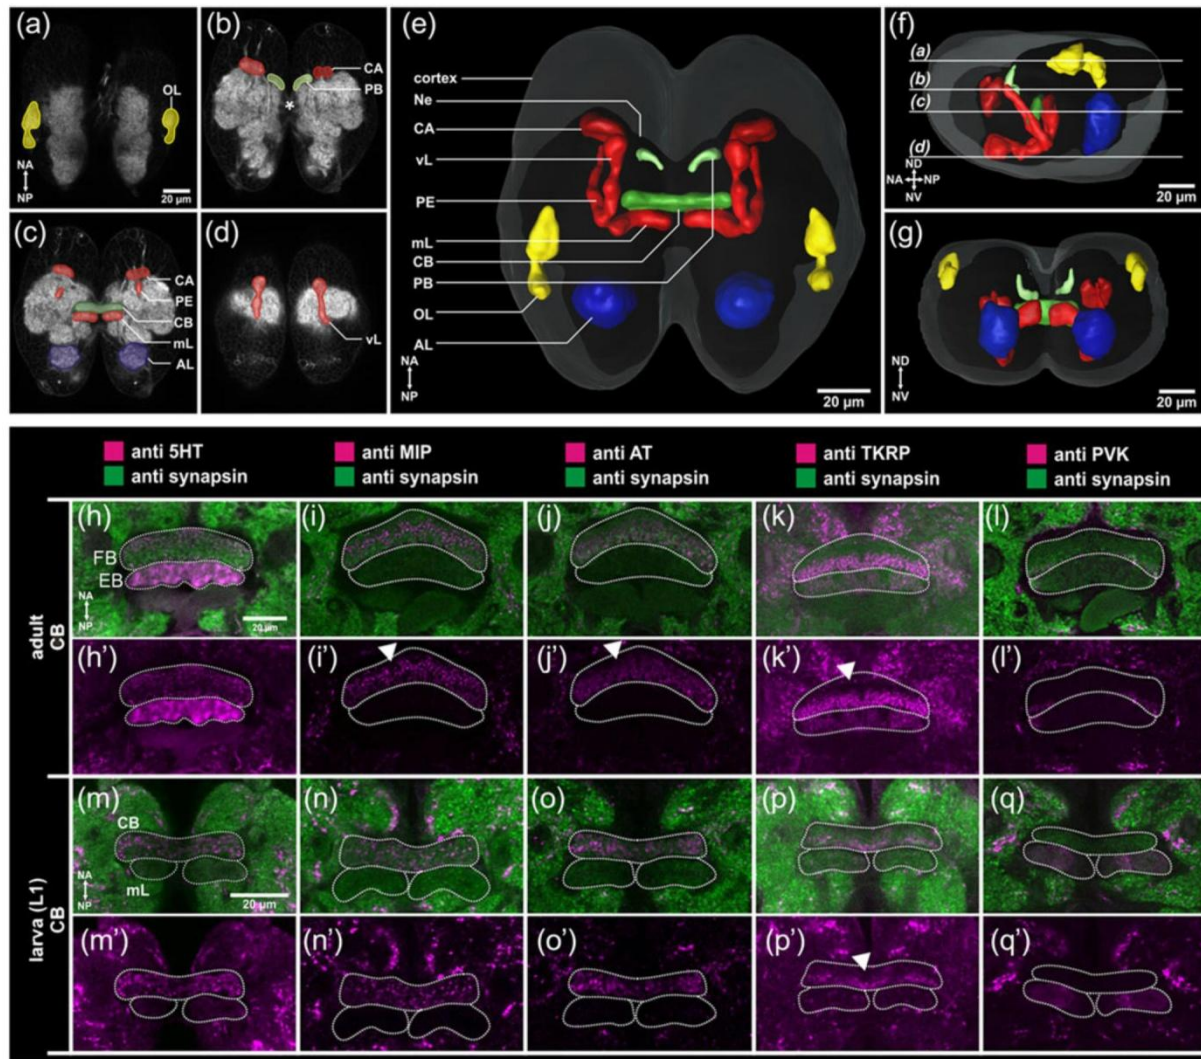 (a)
OL
NA
NP
20 µm
(b)
CA
PB
*
(c)
CA
PE
CB
mL
AL
(d)
vL
(e)
cortex
Ne
CA
vL
PE
mL
CB
PB
OL
AL
NA
NP
20 µm
(f)
(a)
(b)
(c)
(d)
ND
NA NP
NV
20 µm
(g)
ND
NV
20 µm
anti 5HT anti MIP anti AT anti TKRP anti PVK
anti synapsin anti synapsin anti synapsin anti synapsin anti synapsin
adult
CB
(h) (i) (j) (k) (l)
FB
EB
NA
NP
20 µm
(h’) (i’) (j’) (k’) (l’)
larva (L1)
CB
(m) (n) (o) (p) (q)
CB
mL
NA
NP
20 µm
(m’) (n’) (o’) (p’) (q’)